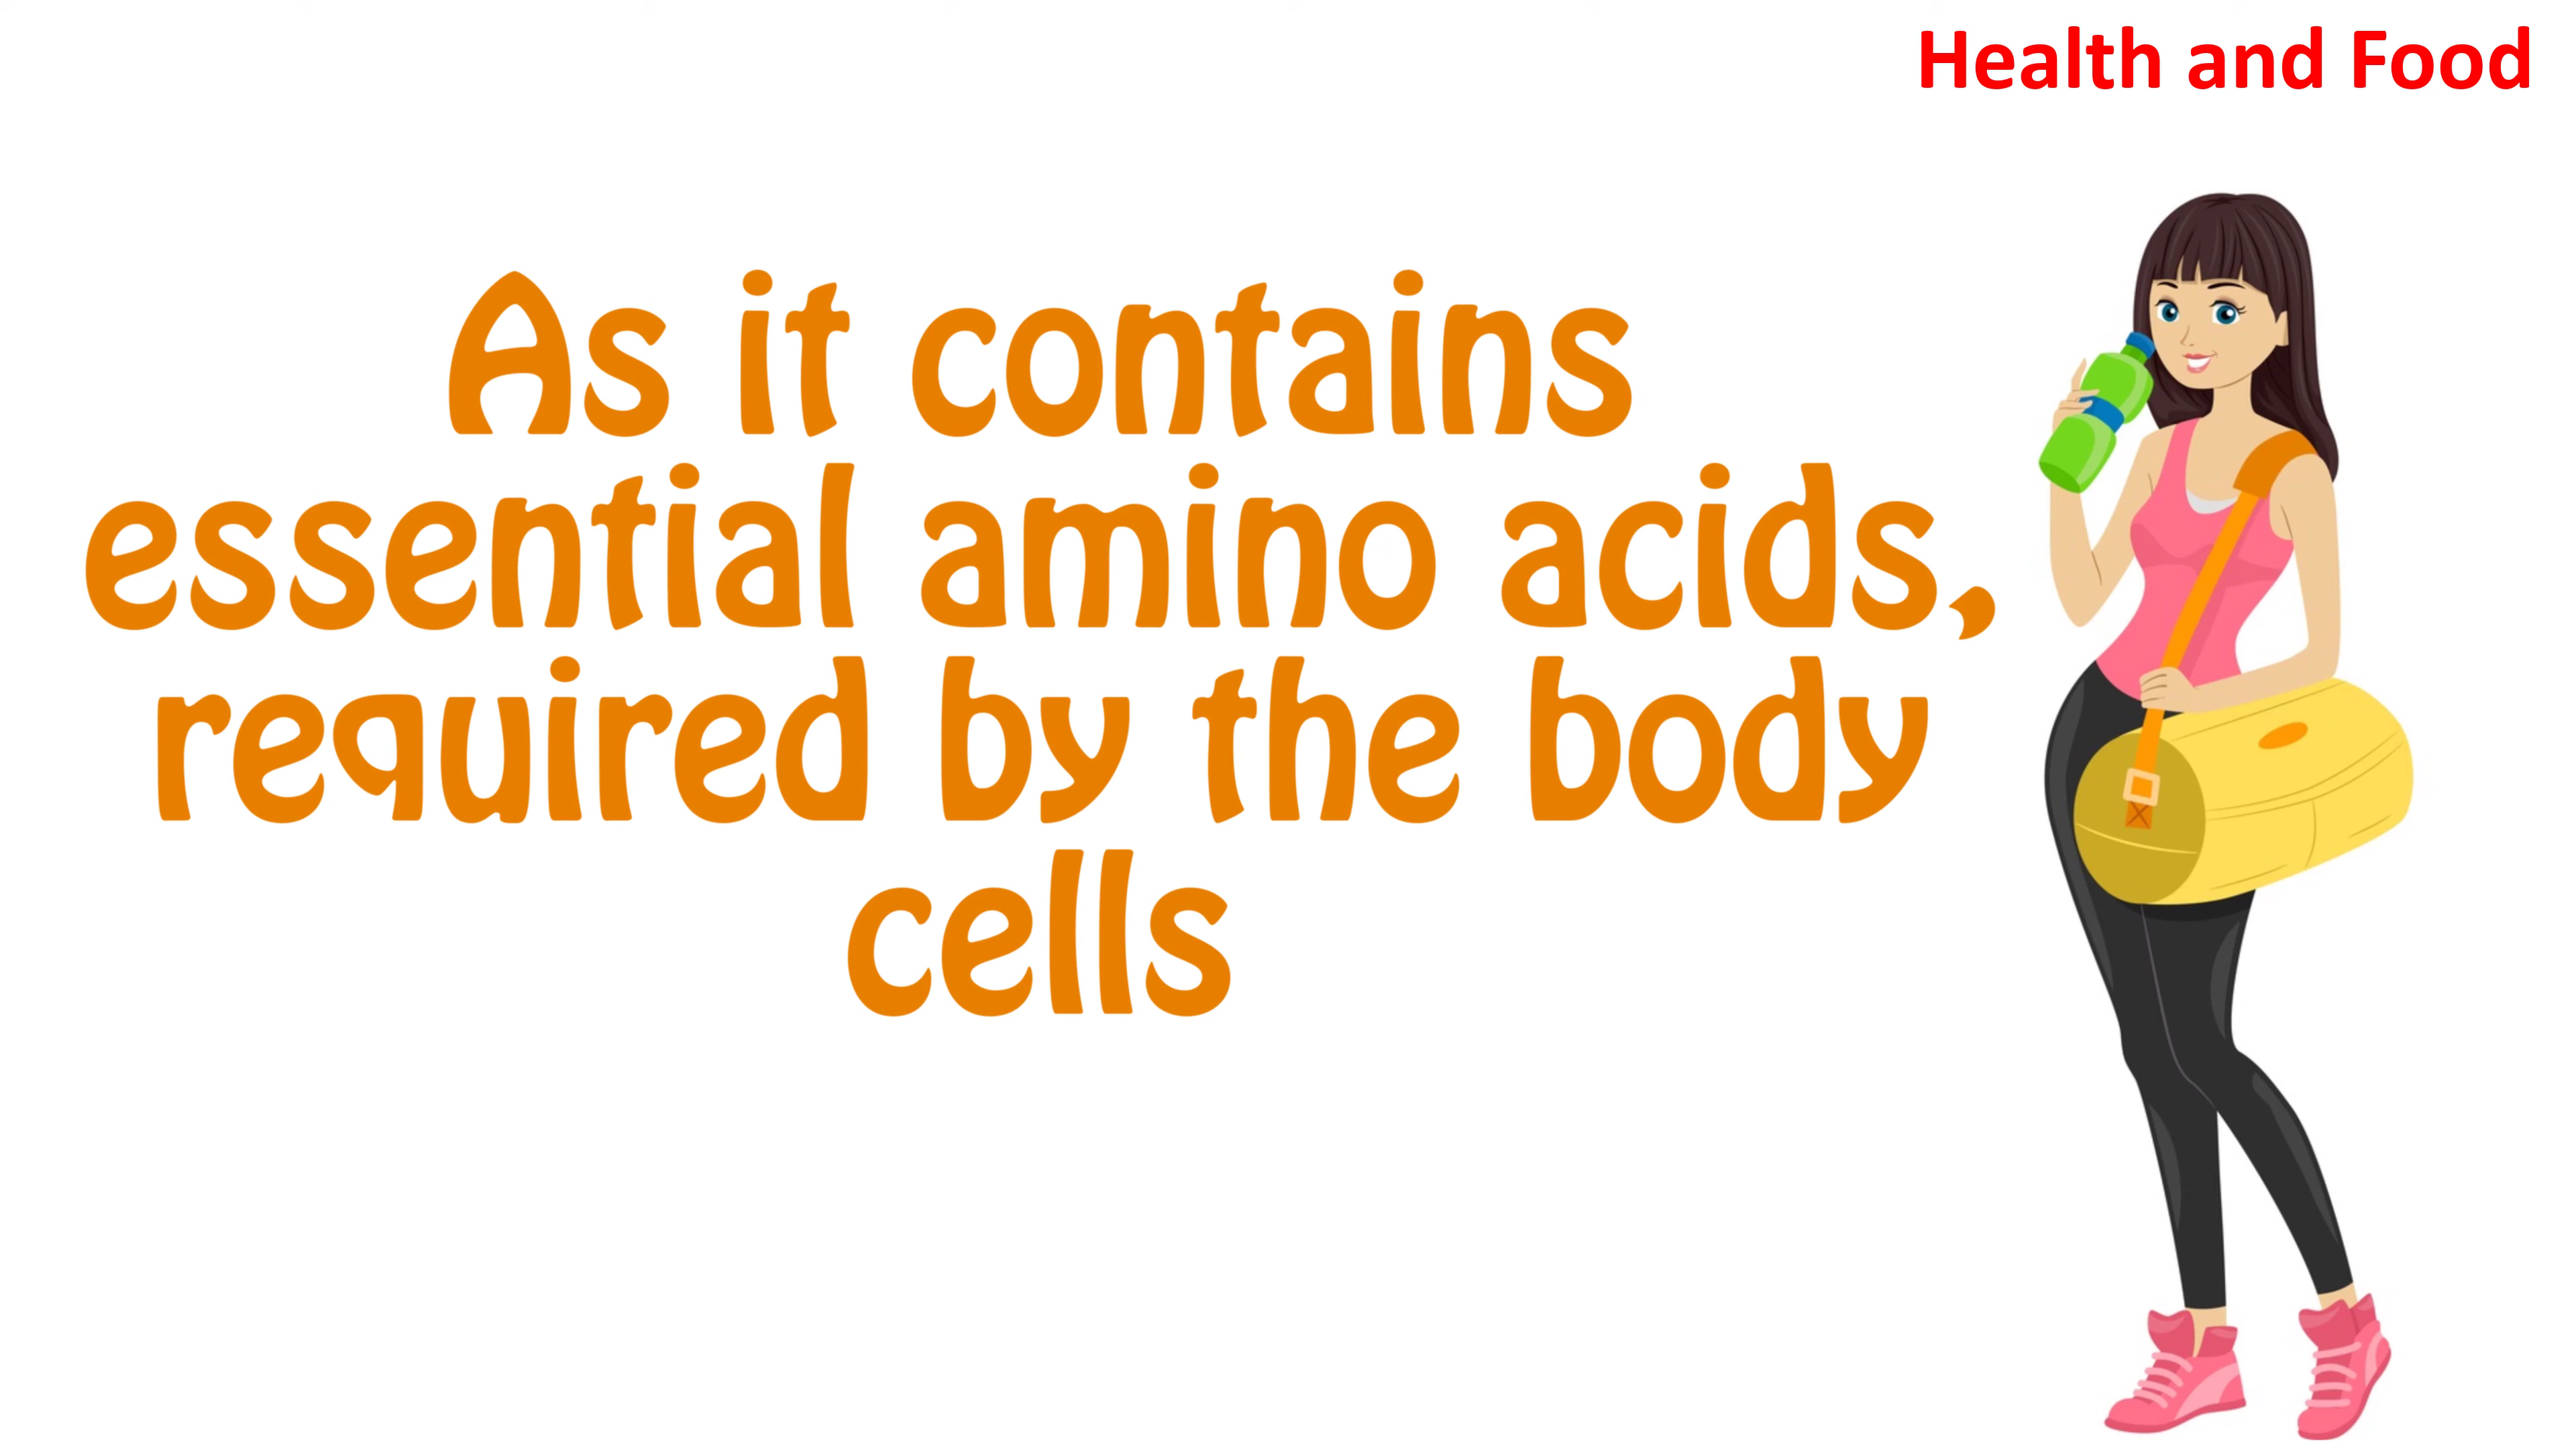 Health and Food
As it contains
essential amino acids,
required by the body
cells